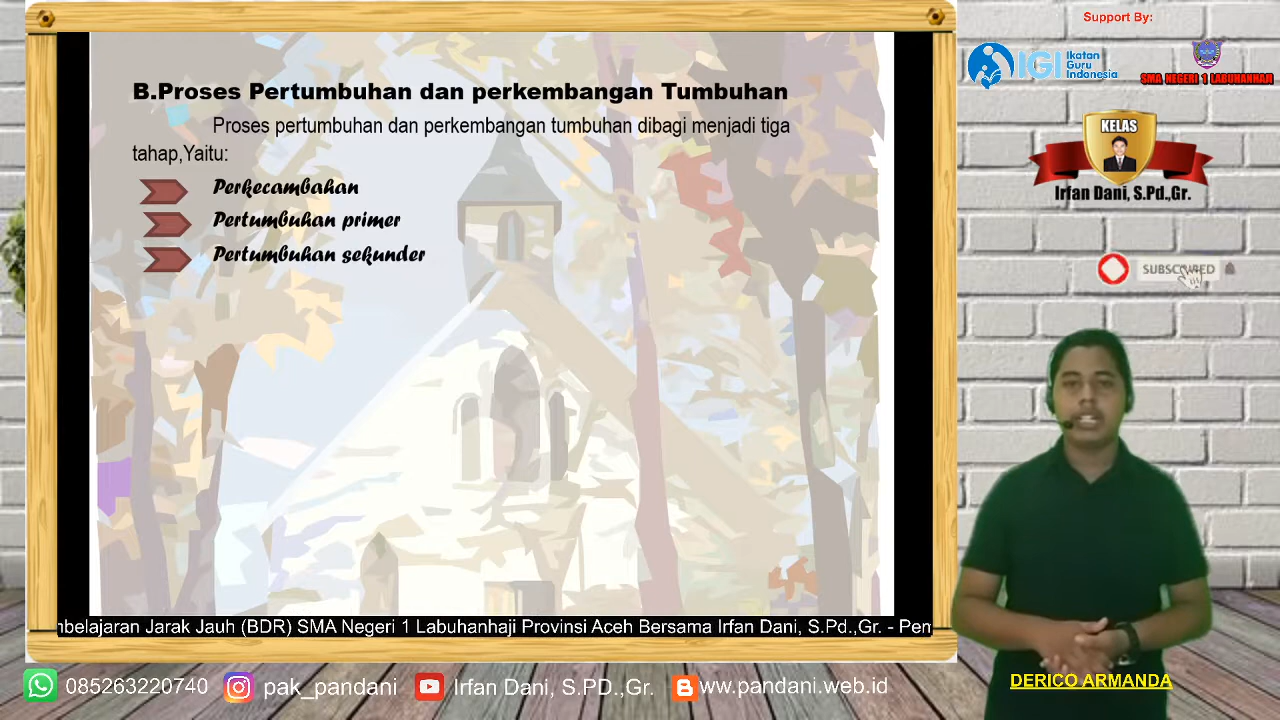 B.Proses Pertumbuhan dan perkembangan Tumbuhan
Proses pertumbuhan dan perkembangan tumbuhan dibagi menjadi tiga
tahap,Yaitu:
Perkecambahan
Pertumbuhan primer
Pertumbuhan sekunder
Support By:
IGI Ikatan
Guru
Indonesia
SMA NEGERI 1 LABUHANHAJI
KELAS
Irfan Dani, S.Pd.,Gr.
SUBSCRIBED
DERICO ARMANDA
nbelajaran Jarak Jauh (BDR) SMA Negeri 1 Labuhanhaji Provinsi Aceh Bersama Irfan Dani, S.Pd.,Gr. - Pem
085263220740 pak_pandani Irfan Dani, S.PD.,Gr. ww.pandani.web.id